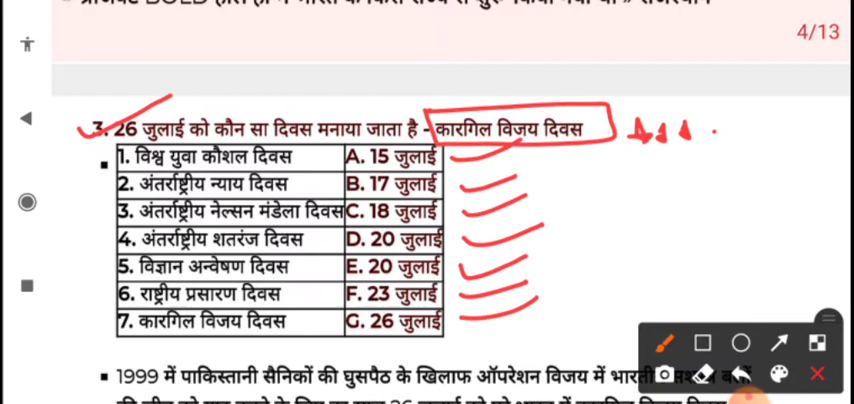 4/13
3. 26 जुलाई को कौन सा दिवस मनाया जाता है - कारगिल विजय दिवस
1. विश्व युवा कौशल दिवस A. 15 जुलाई
2. अंतर्राष्ट्रीय न्याय दिवस B. 17 जुलाई
3. अंतर्राष्ट्रीय नेल्सन मंडेला दिवस C. 18 जुलाई
4. अंतर्राष्ट्रीय शतरंज दिवस D. 20 जुलाई
5. विज्ञान अन्वेषण दिवस E. 20 जुलाई
6. राष्ट्रीय प्रसारण दिवस F. 23 जुलाई
7. कारगिल विजय दिवस G. 26 जुलाई
1999 में पाकिस्तानी सैनिकों की घुसपैठ के खिलाफ ऑपरेशन विजय में